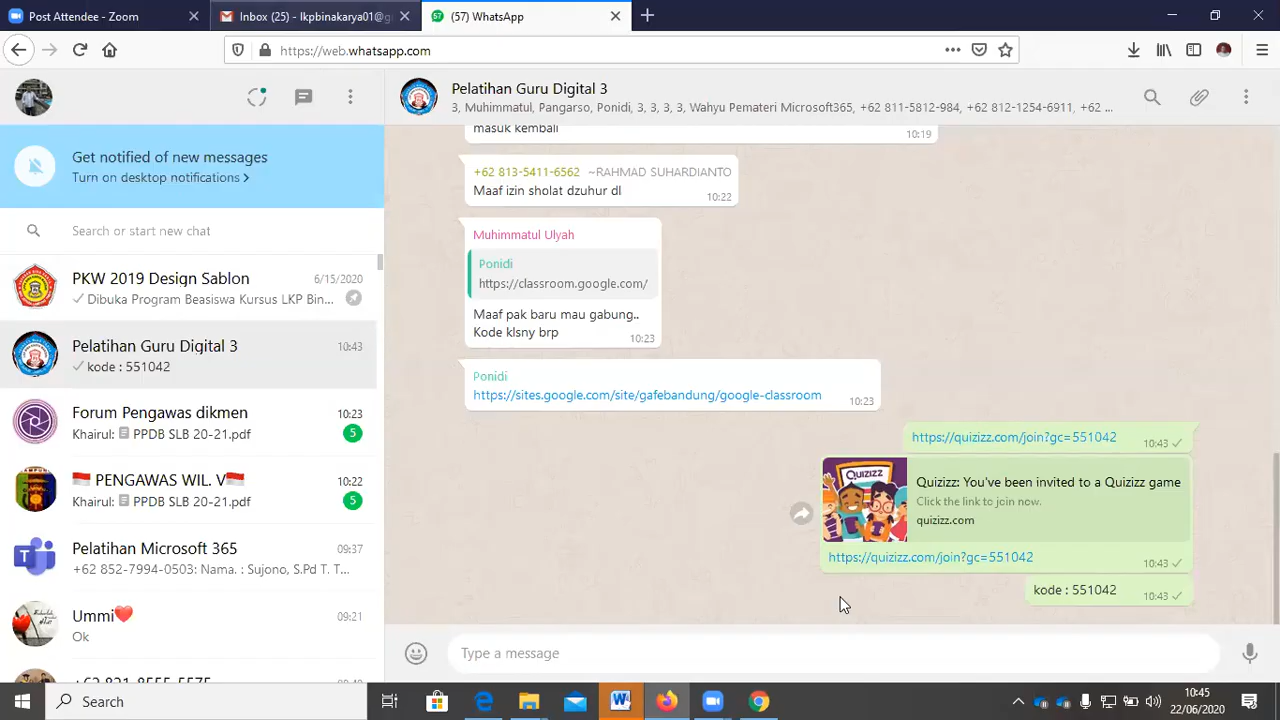 Post Attendee - Zoom
Inbox (25) - lkpbinakarya01@g
(57) WhatsApp
https://web.whatsapp.com
Pelatihan Guru Digital 3
3, Muhimmatul, Pangarso, Ponidi, 3, 3, 3, 3, Wahyu Pemateri Microsoft365, +62 811-5812-984, +62 812-1254-6911, +62 ...
Get notified of new messages
Turn on desktop notifications >
Search or start new chat
PKW 2019 Design Sablon 6/15/2020
Dibuka Program Beasiswa Kursus LKP Bin...
Pelatihan Guru Digital 3 10:43
kode : 551042
Forum Pengawas dikmen 10:23
Khairul: PPDB SLB 20-21.pdf 5
PENGAWAS WIL. V 10:22
Khairul: PPDB SLB 20-21.pdf 5
Pelatihan Microsoft 365 09:37
+62 852-7994-0503: Nama. : Sujono, S.Pd T. T...
Ummi 09:21
Ok
masuk kembali 10:19
+62 813-5411-6562 ~RAHMAD SUHARDIANTO
Maaf izin sholat dzuhur dl 10:22
Muhimmatul Ulyah
Ponidi
https://classroom.google.com/
Maaf pak baru mau gabung..
Kode klsny brp 10:23
Ponidi
https://sites.google.com/site/gafebandung/google-classroom 10:23
https://quizizz.com/join?gc=551042 10:43
QUIZIZZ
Quizizz: You've been invited to a Quizizz game
Click the link to join now.
quizizz.com
https://quizizz.com/join?gc=551042 10:43
kode : 551042 10:43
Type a message
Search
10:45
22/06/2020